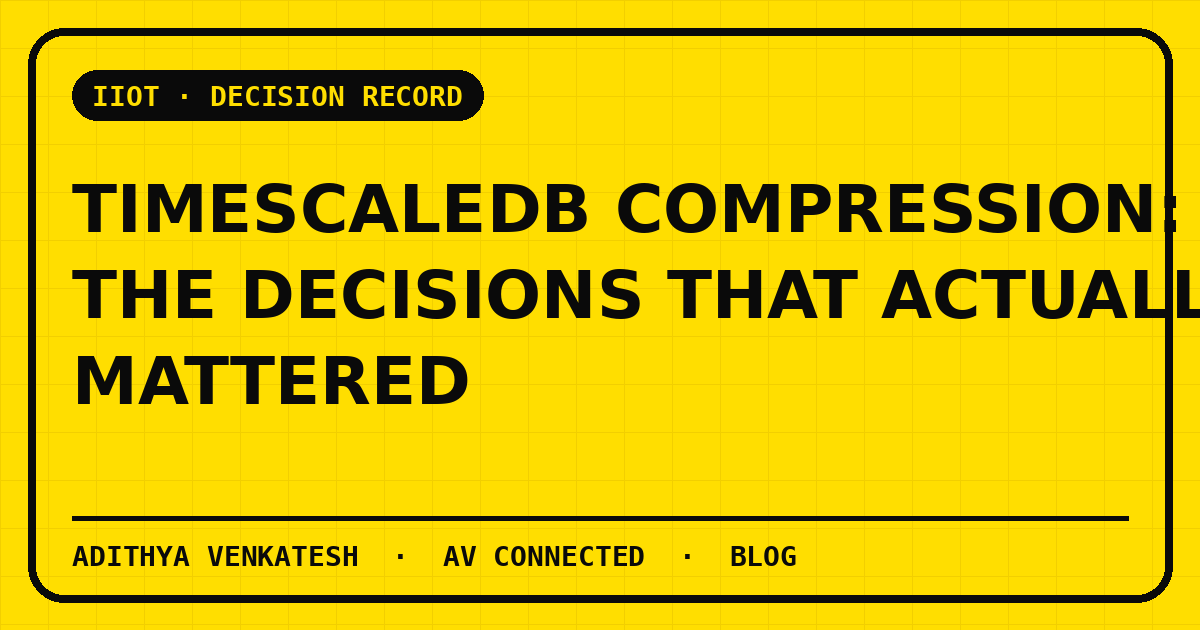 IIOT · DECISION RECORD
TIMESCALEDB COMPRESSION:
THE DECISIONS THAT ACTUALL
MATTERED
ADITHYA VENKATESH · AV CONNECTED · BLOG